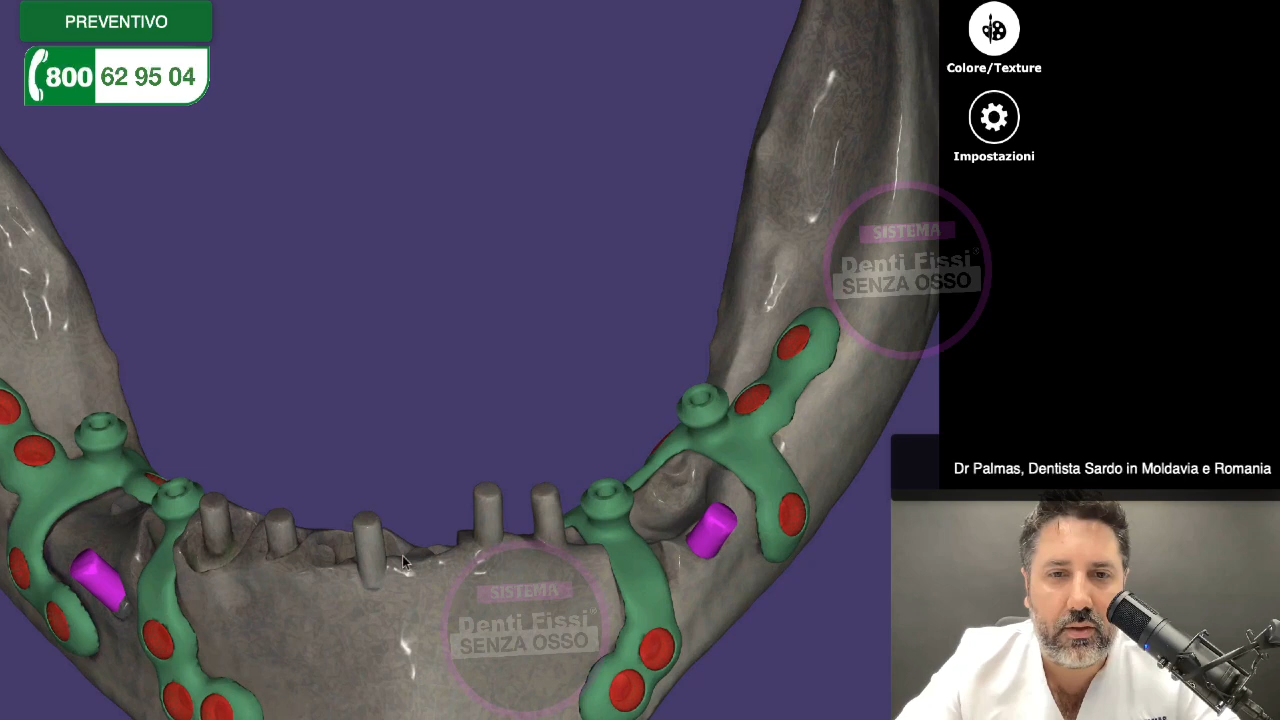 PREVENTIVO
800 62 95 04
Colore/Texture
Impostazioni
SISTEMA
Denti Fissi®
SENZA OSSO
Dr Palmas, Dentista Sardo in Moldavia e Romania
SISTEMA
Denti Fissi®
SENZA OSSO